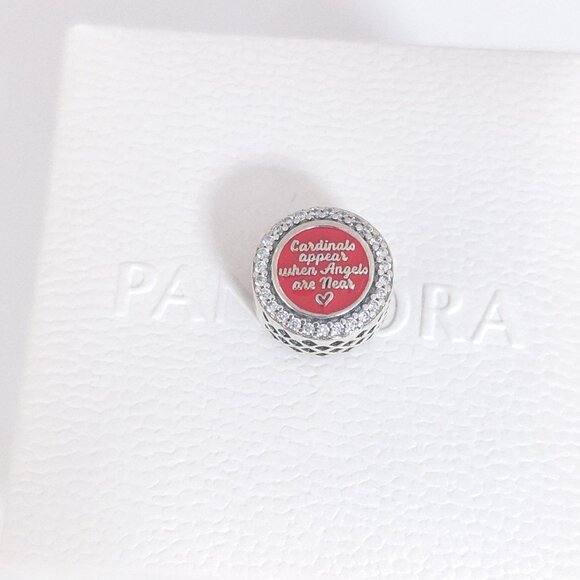 Cardinals
appear
when Angels
are Near
PANDORA